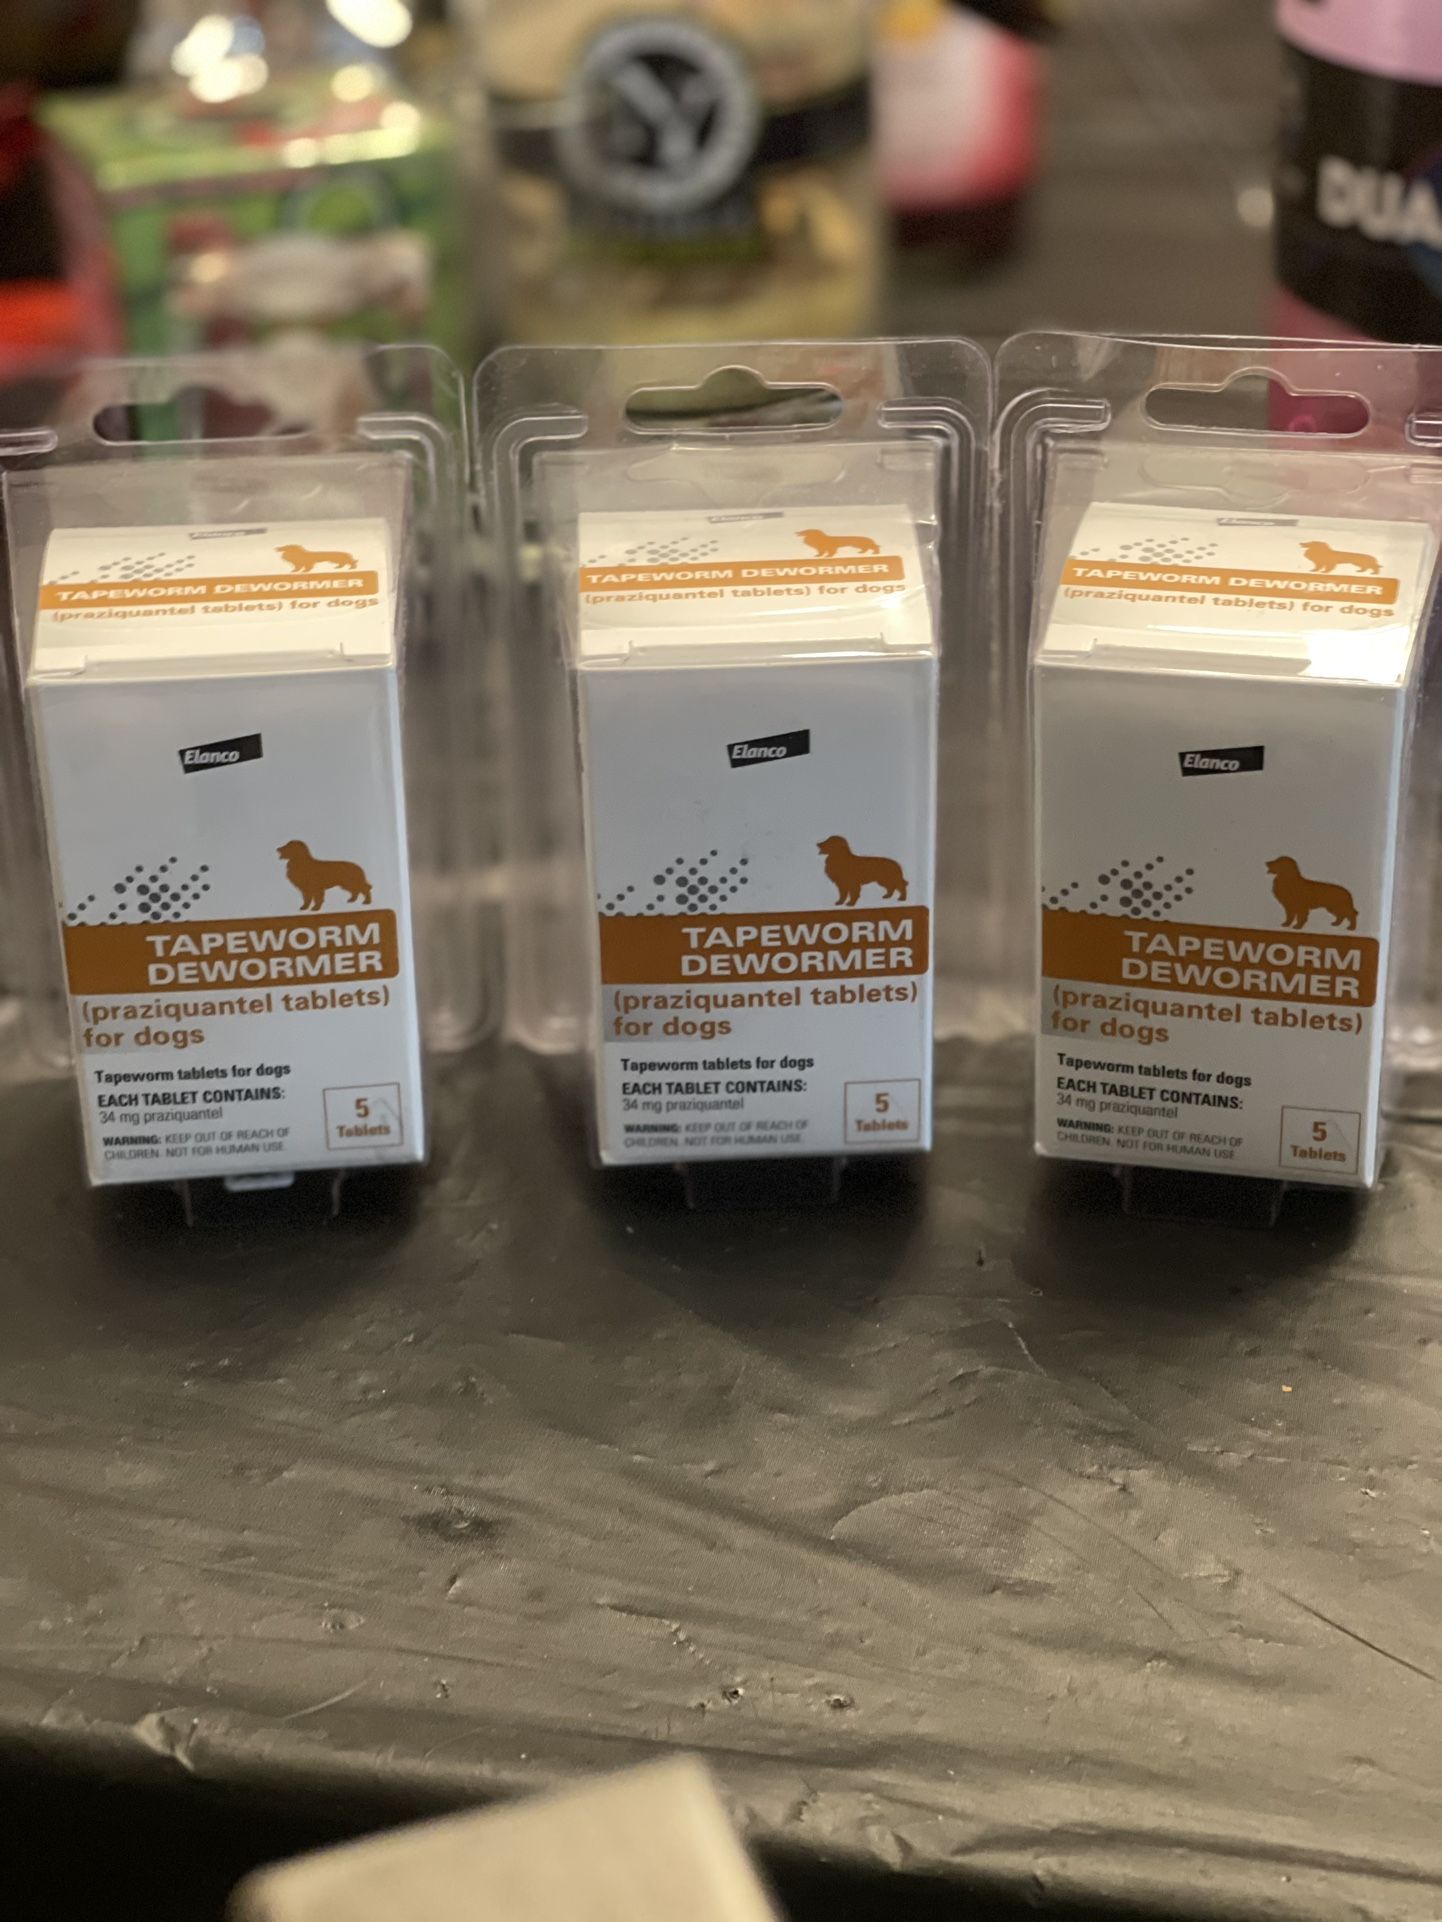 Y
DUA
Elanco
TAPEWORM DEWORMER
(praziquantel tablets) for dogs
Elanco
TAPEWORM
DEWORMER
(praziquantel tablets)
for dogs
Tapeworm tablets for dogs
EACH TABLET CONTAINS:
34 mg praziquantel
WARNING: KEEP OUT OF REACH OF
CHILDREN. NOT FOR HUMAN USE.
5
Tablets
Elanco
TAPEWORM DEWORMER
(praziquantel tablets) for dogs
Elanco
TAPEWORM
DEWORMER
(praziquantel tablets)
for dogs
Tapeworm tablets for dogs
EACH TABLET CONTAINS:
34 mg praziquantel
WARNING: KEEP OUT OF REACH OF
CHILDREN. NOT FOR HUMAN USE.
5
Tablets
Elanco
TAPEWORM DEWORMER
(praziquantel tablets) for dogs
Elanco
TAPEWORM
DEWORMER
(praziquantel tablets)
for dogs
Tapeworm tablets for dogs
EACH TABLET CONTAINS:
34 mg praziquantel
WARNING: KEEP OUT OF REACH OF
CHILDREN. NOT FOR HUMAN USE.
5
Tablets